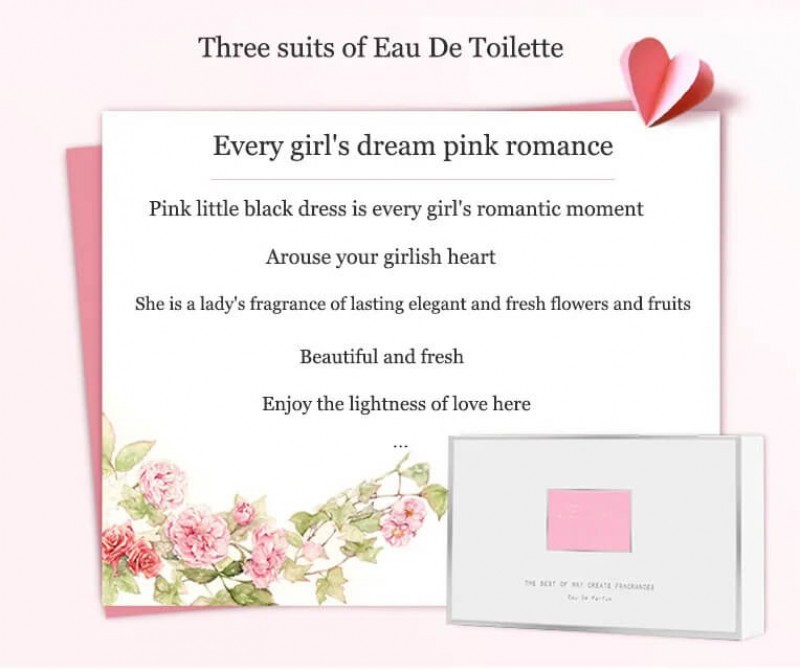 Three suits of Eau De Toilette
Every girl's dream pink romance
Pink little black dress is every girl's romantic moment
Arouse your girlish heart
She is a lady's fragrance of lasting elegant and fresh flowers and fruits
Beautiful and fresh
Enjoy the lightness of love here
...
THE BEST OF CREATE FRAGRANCES
Eau De Parfum